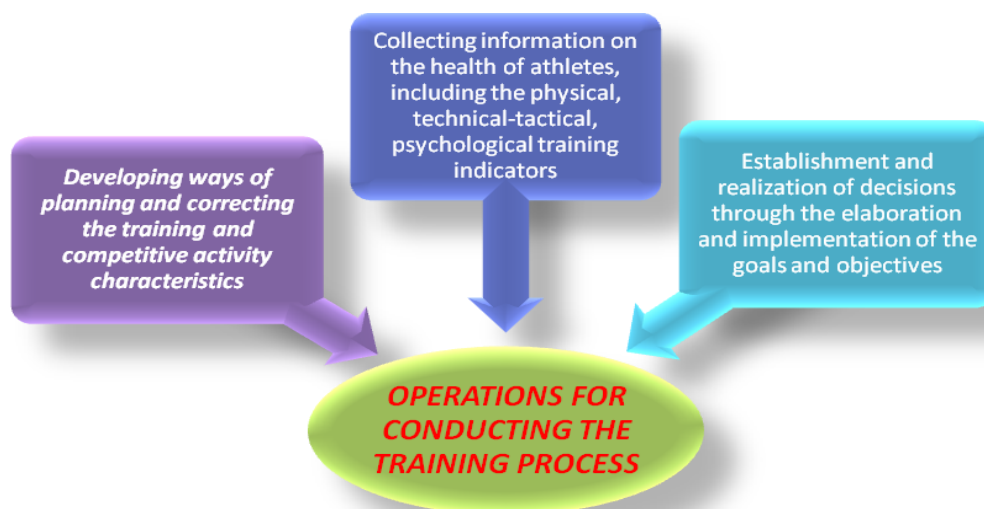 Developing ways of
planning and correcting
the training and
competitive activity
characteristics
Collecting information on
the health of athletes,
including the physical,
technical-tactical,
psychological training
indicators
Establishment and
realization of decisions
through the elaboration
and implementation of the
goals and objectives
OPERATIONS FOR
CONDUCTING THE
TRAINING PROCESS